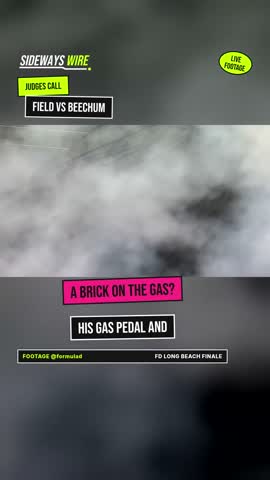 SIDEWAYS WIRE.
LIVE
FOOTAGE
JUDGES CALL
FIELD VS BEECHUM
A BRICK ON THE GAS?
HIS GAS PEDAL AND
FOOTAGE @formulad
FD LONG BEACH FINALE